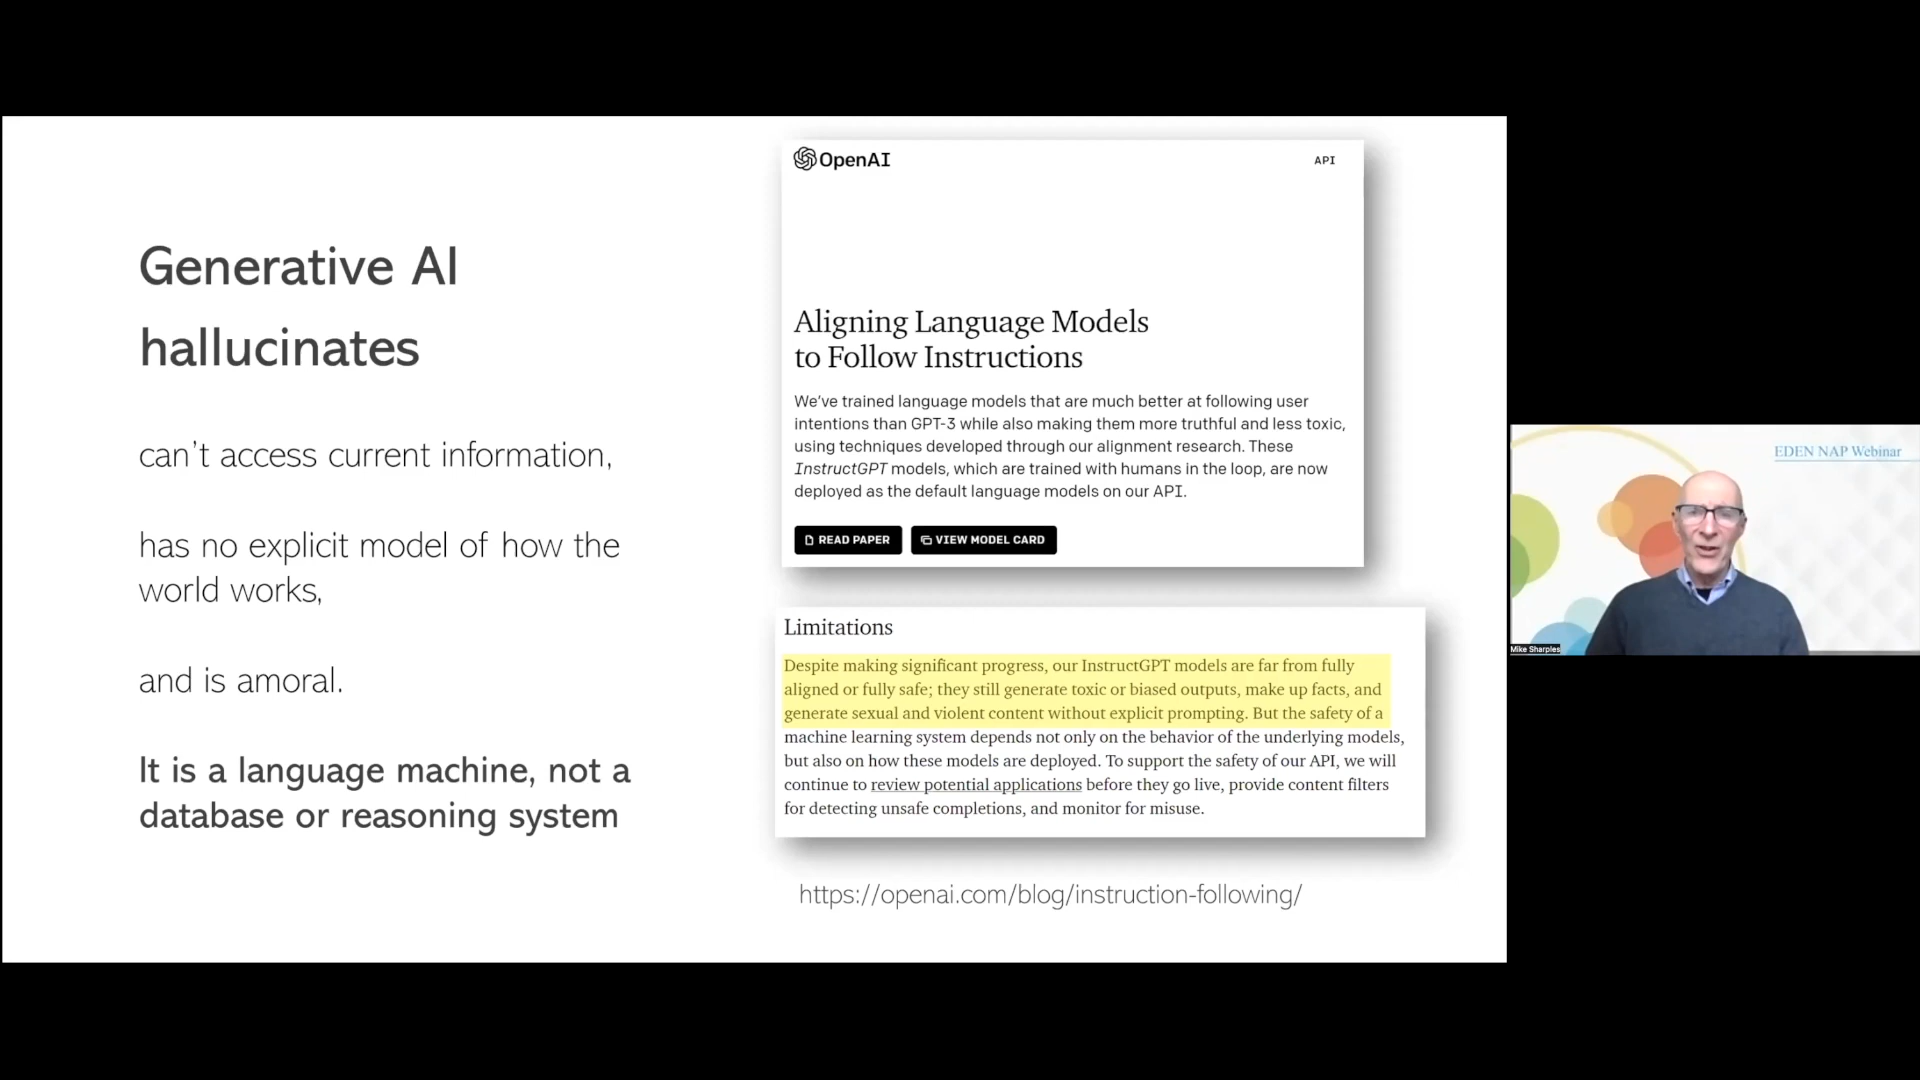 Generative AI
hallucinates
can't access current information,
has no explicit model of how the
world works,
and is amoral.
It is a language machine, not a
database or reasoning system
OpenAI
API
Aligning Language Models
to Follow Instructions
We've trained language models that are much better at following user
intentions than GPT-3 while also making them more truthful and less toxic,
using techniques developed through our alignment research. These
InstructGPT models, which are trained with humans in the loop, are now
deployed as the default language models on our API.
READ PAPER
VIEW MODEL CARD
Limitations
Despite making significant progress, our InstructGPT models are far from fully
aligned or fully safe; they still generate toxic or biased outputs, make up facts, and
generate sexual and violent content without explicit prompting. But the safety of a
machine learning system depends not only on the behavior of the underlying models,
but also on how these models are deployed. To support the safety of our API, we will
continue to review potential applications before they go live, provide content filters
for detecting unsafe completions, and monitor for misuse.
https://openai.com/blog/instruction-following/
EDEN NAP Webinar
Mike Sharples